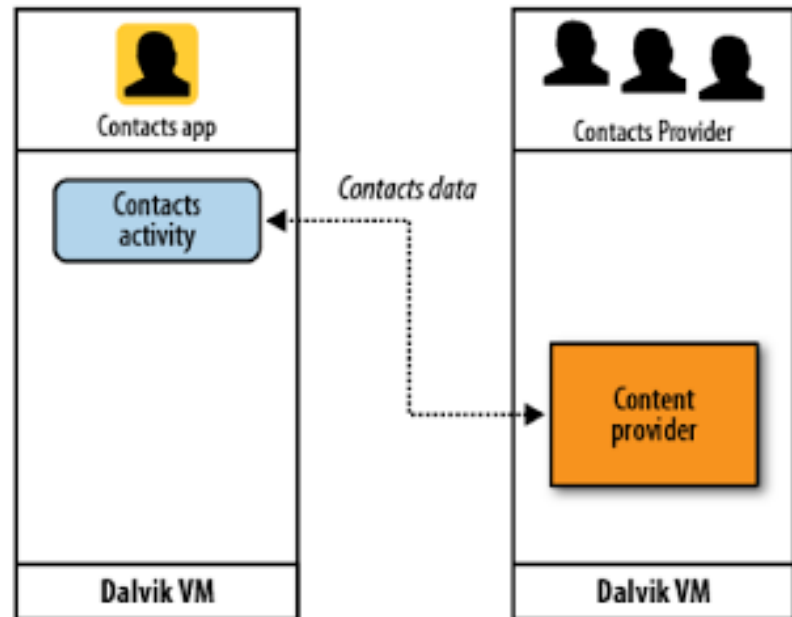 Contacts app
Contacts
activity
Dalvik VM
Contacts data
Contacts Provider
Content
provider
Dalvik VM